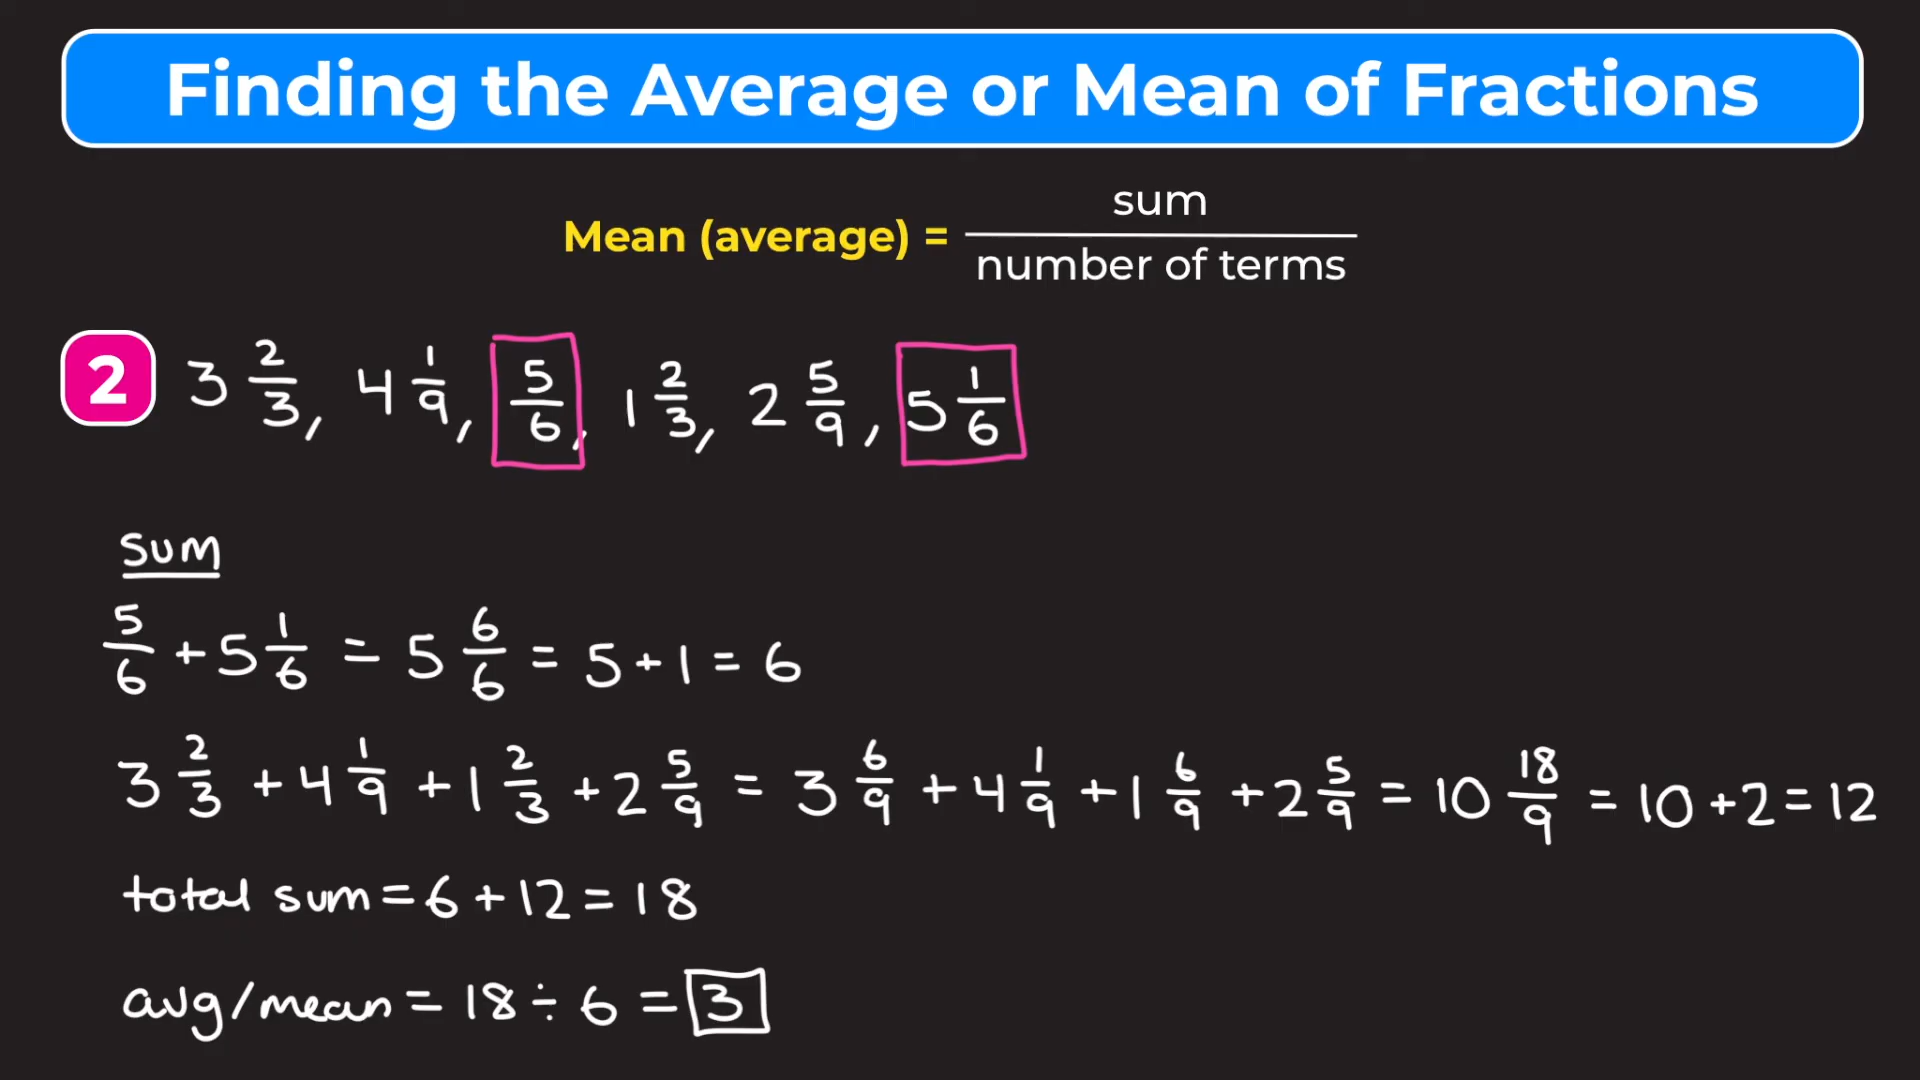 Finding the Average or Mean of Fractions
Mean (average) = sum / number of terms
2 3 2/3, 4 1/9, 5/6, 1 2/3, 2 5/9, 5 1/6
sum
5/6 + 5 1/6 = 5 6/6 = 5 + 1 = 6
3 2/3 + 4 1/9 + 1 2/3 + 2 5/9 = 3 6/9 + 4 1/9 + 1 6/9 + 2 5/9 = 10 18/9 = 10 + 2 = 12
total sum = 6 + 12 = 18
avg/mean = 18 ÷ 6 = 3